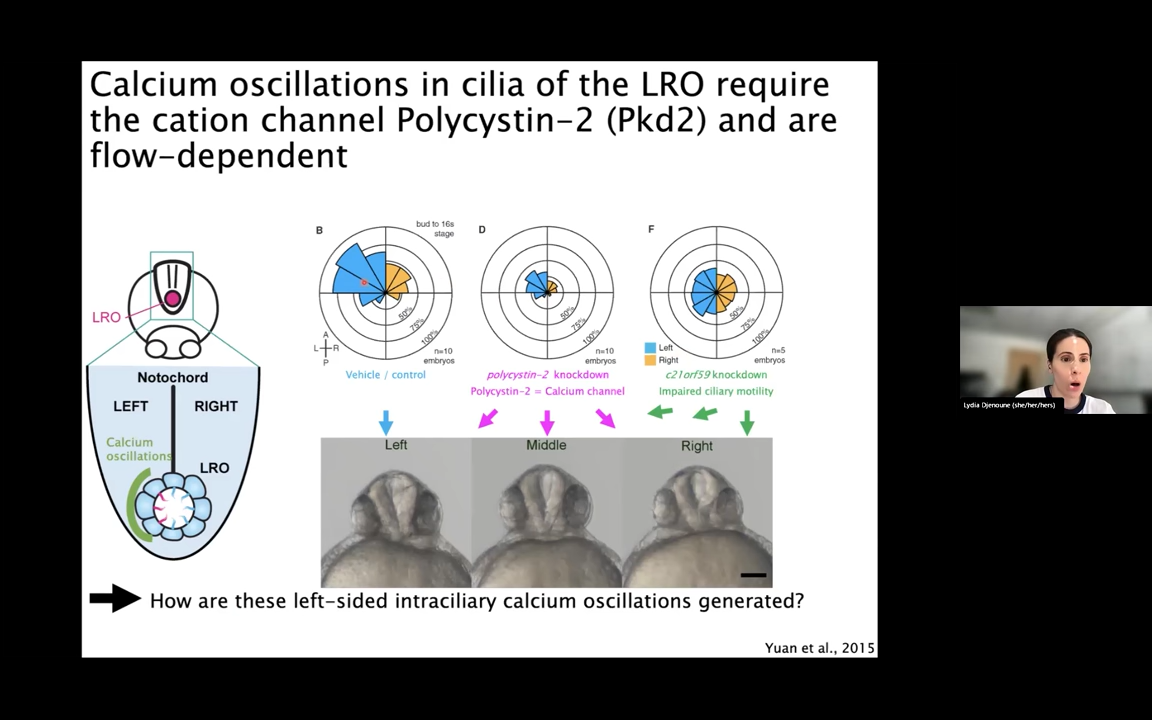 Calcium oscillations in cilia of the LRO require
the cation channel Polycystin-2 (Pkd2) and are
flow-dependent
LRO
Notochord
LEFT
RIGHT
Calcium
oscillations
LRO
B
bud to 16s
stage
50%
75%
100%
A
L
R
P
n=10
embryos
Vehicle / control
D
50%
75%
100%
n=10
embryos
polycystin-2 knockdown
Polycystin-2 = Calcium channel
F
50%
75%
100%
Left
Right
n=5
embryos
c21orf59 knockdown
Impaired ciliary motility
Left
Middle
Right
How are these left-sided intraciliary calcium oscillations generated?
Yuan et al., 2015
Lydia Djenoune (she/her/hers)